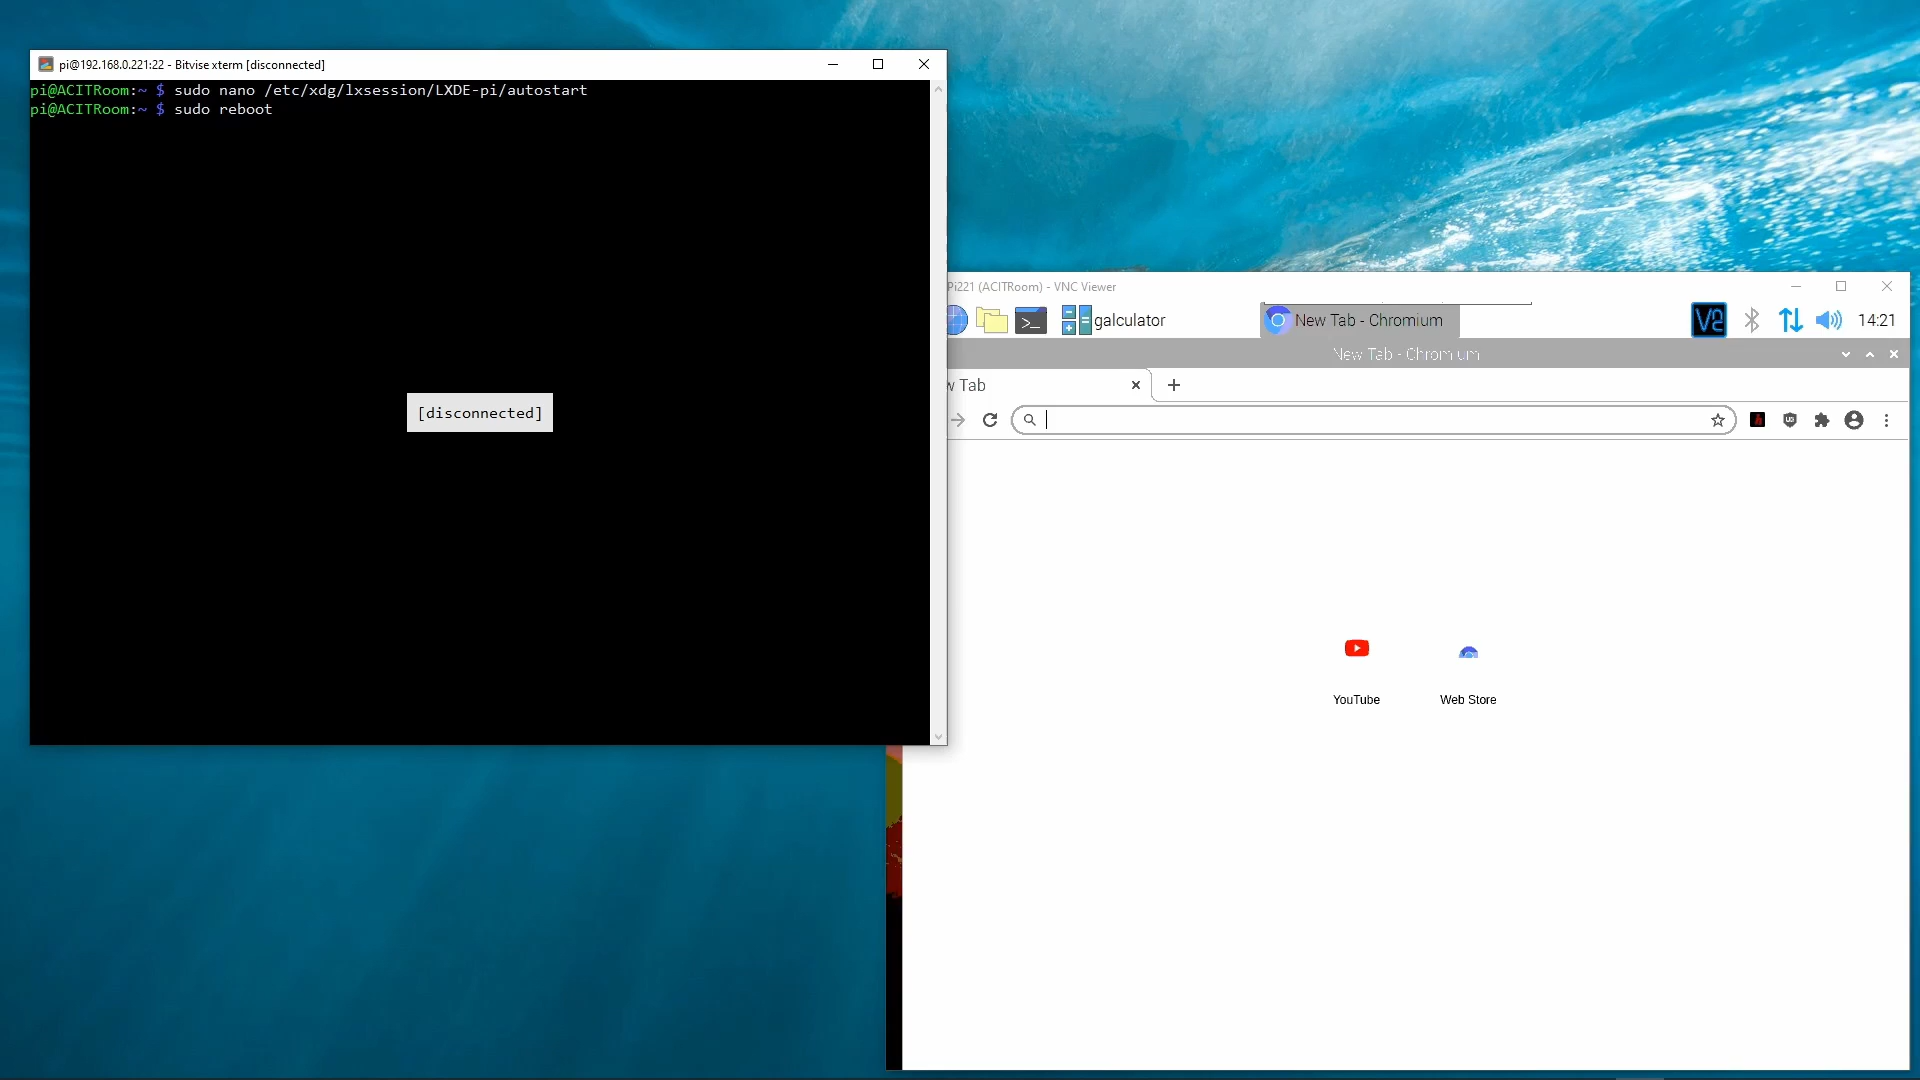 pi@192.168.0.221:22 - Bitvise xterm [disconnected]
pi@ACITRoom:~ $ sudo nano /etc/xdg/lxsession/LXDE-pi/autostart
pi@ACITRoom:~ $ sudo reboot
[disconnected]
Pi221 (ACITRoom) - VNC Viewer
galculator
New Tab - Chromium
14:21
New Tab - Chromium
w Tab
YouTube
Web Store